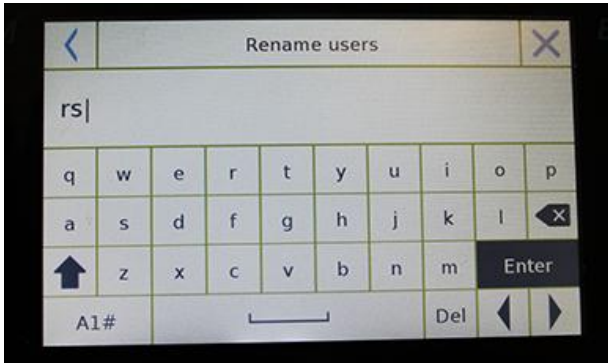 Rename users
rs
q w e r t y u i o p
a s d f g h j k l
z x c v b n m Enter
A1# Del